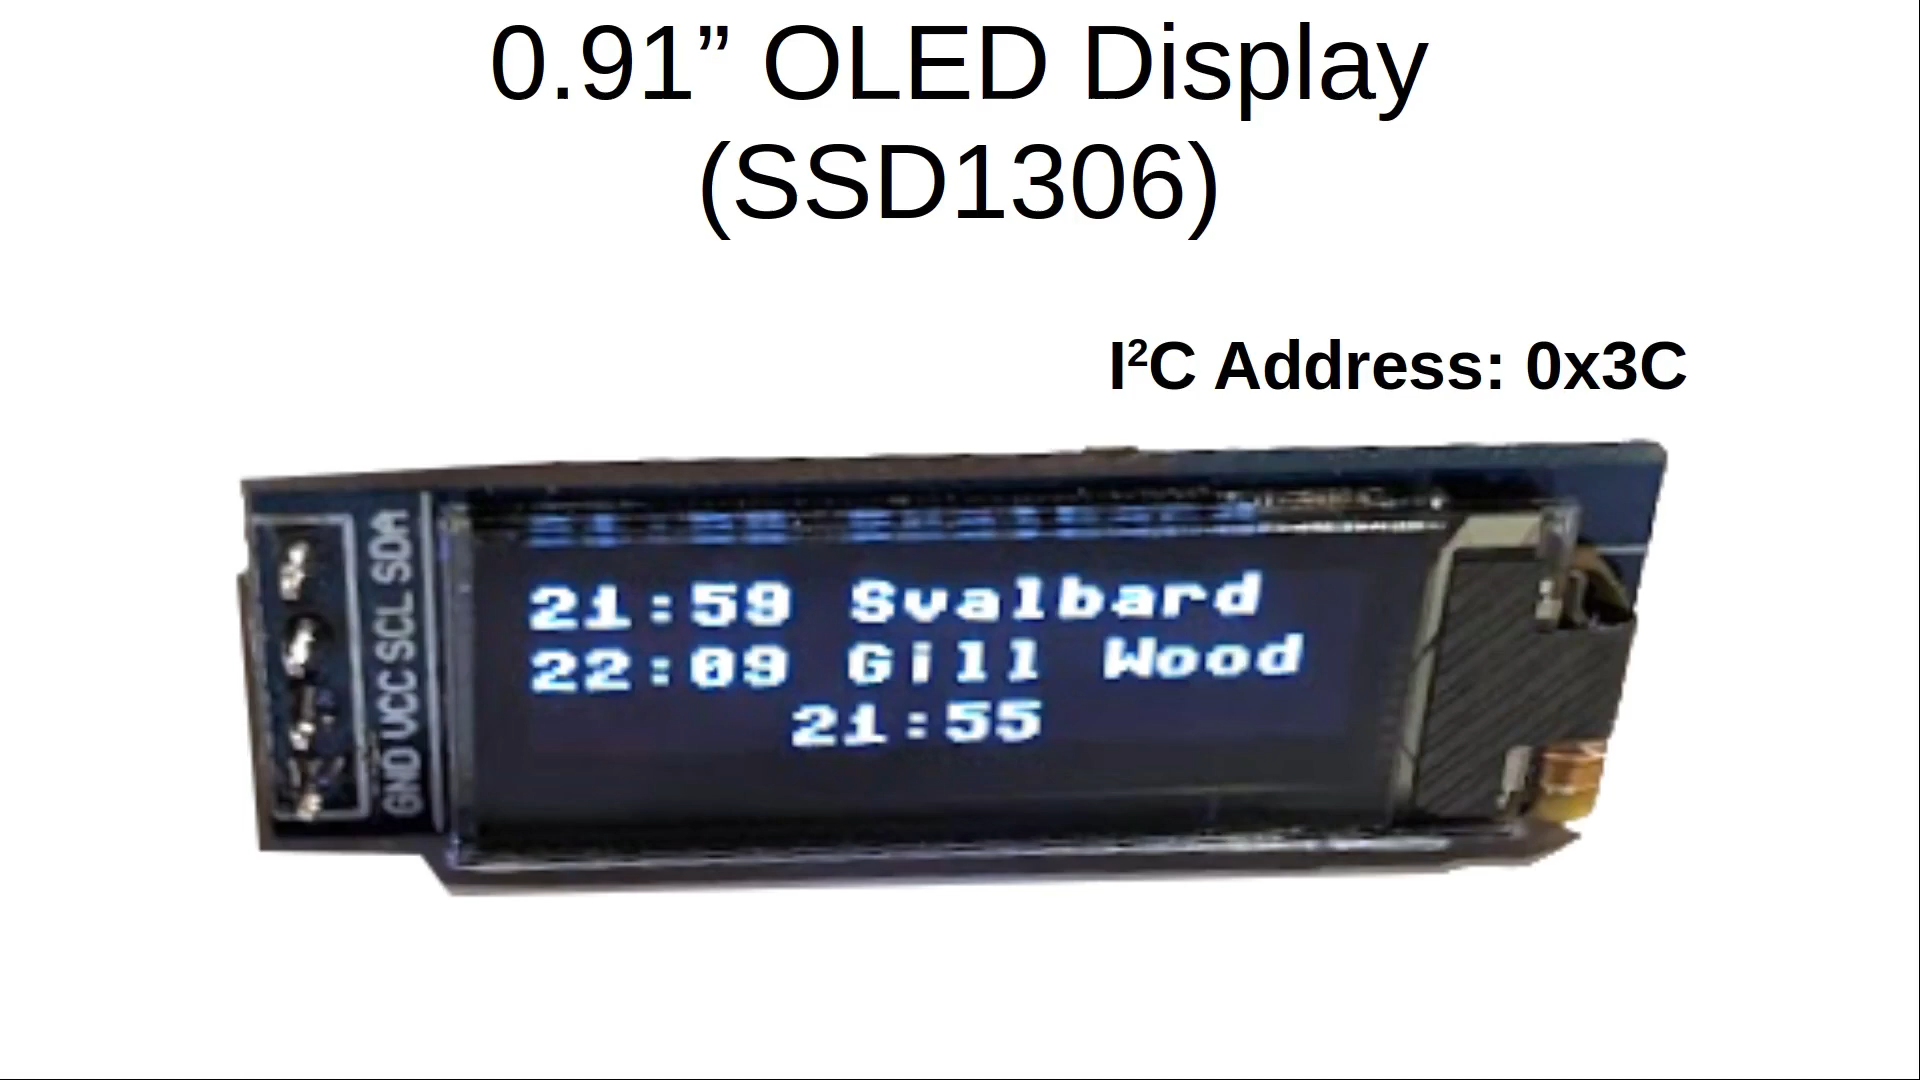 0.91” OLED Display
(SSD1306)
I²C Address: 0x3C
GND VCC SCL SDA
21:59 Svalbard
22:09 Gill Wood
21:55